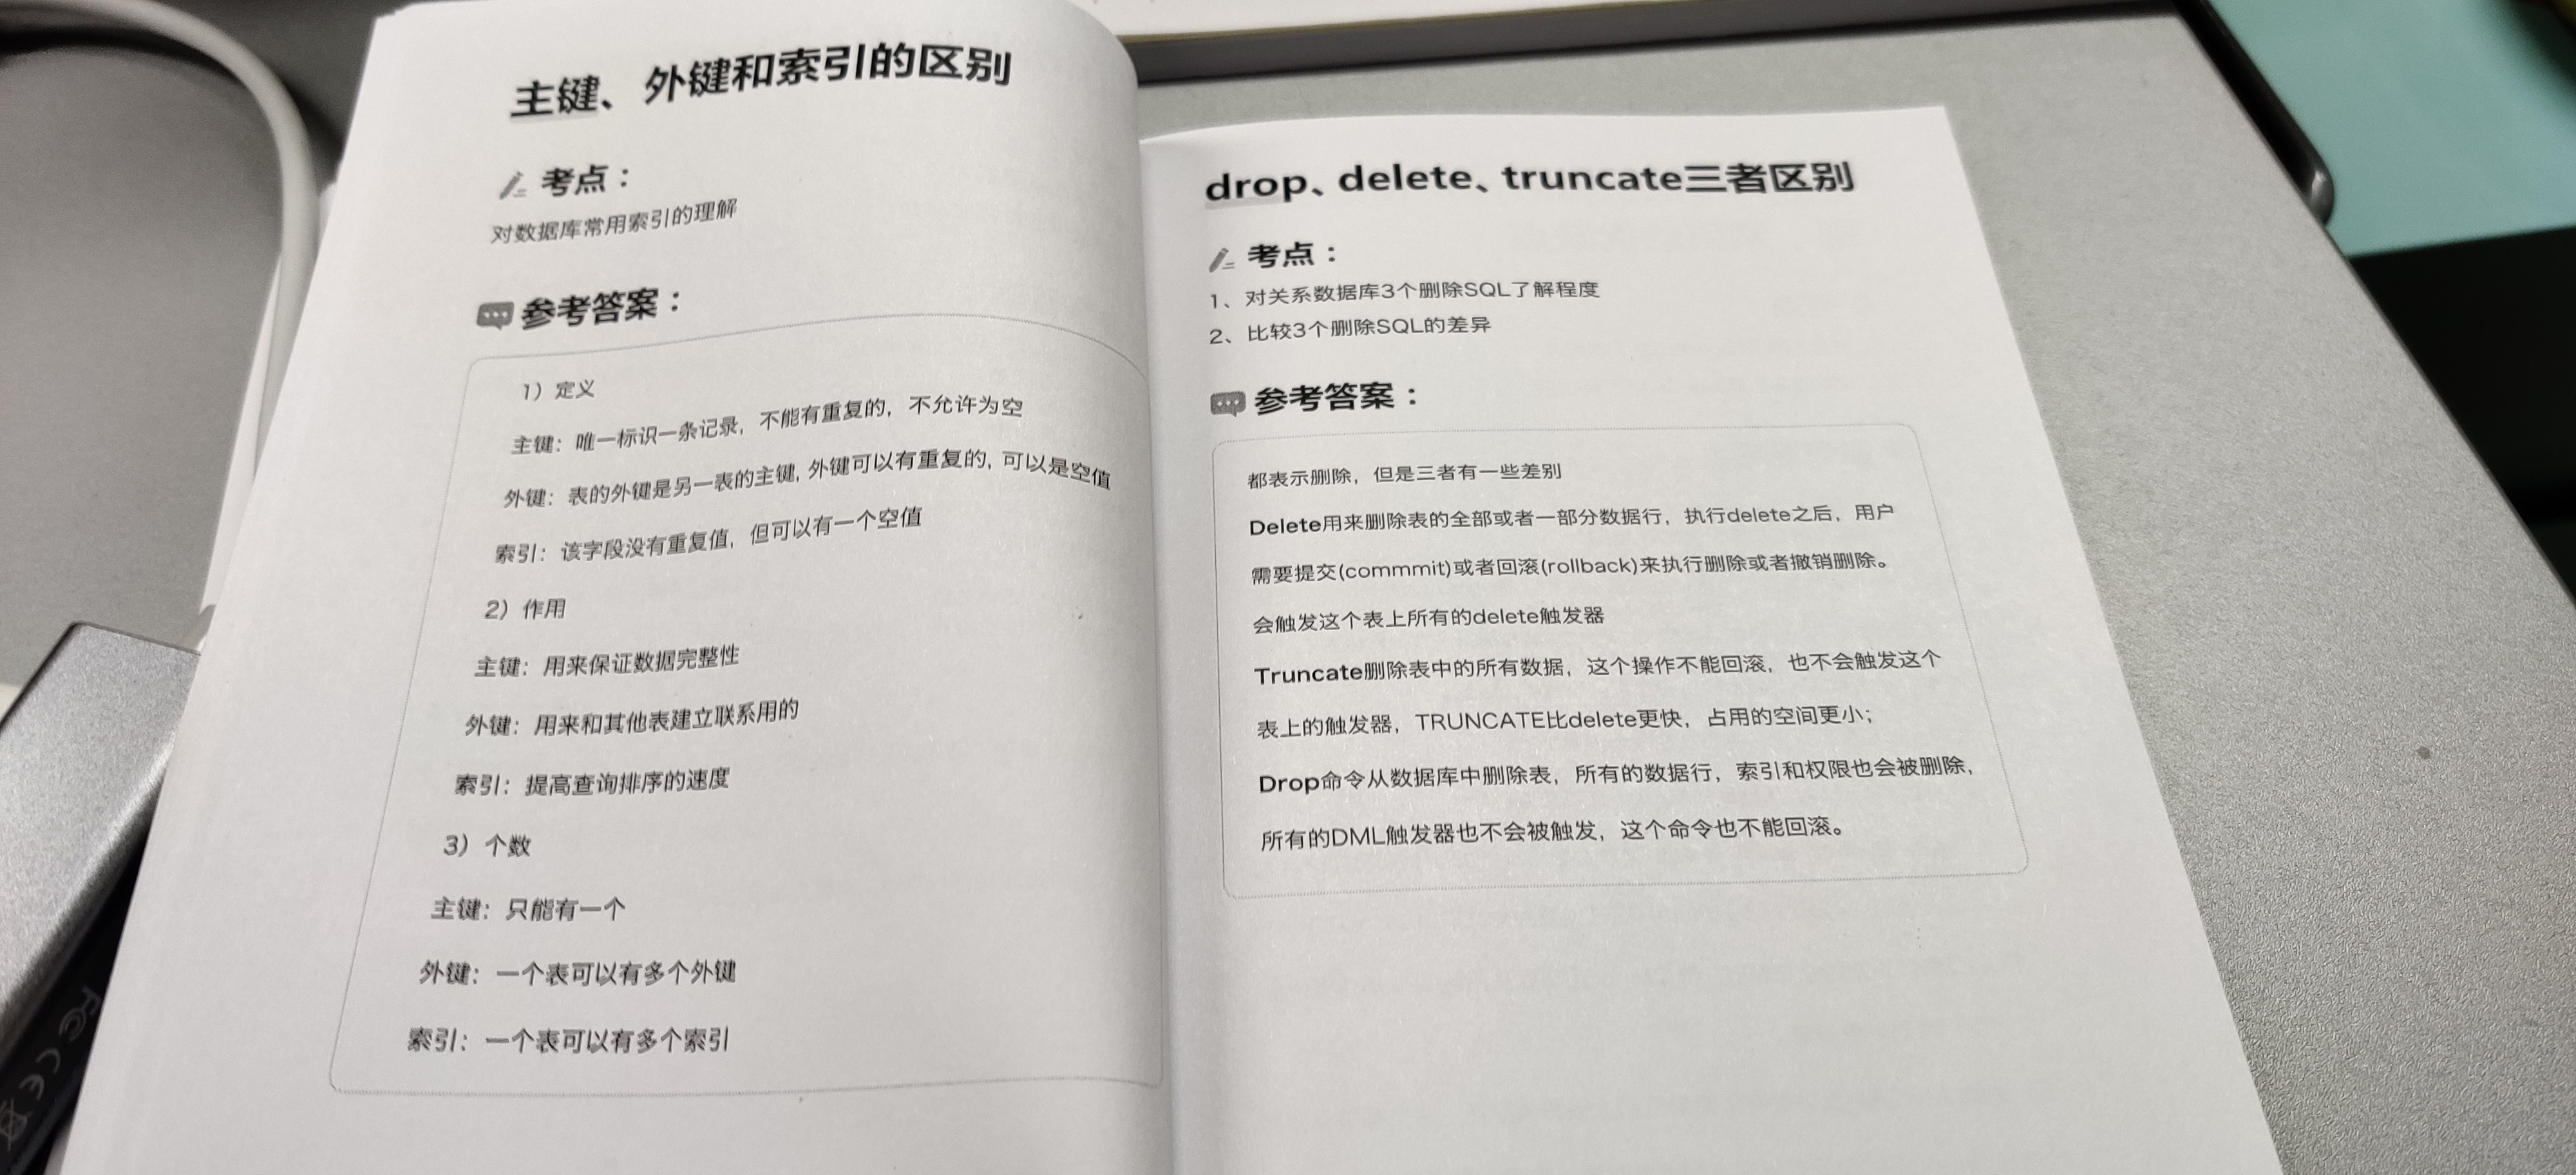 主键、外键和索引的区别
考点：
对数据库常用索引的理解
参考答案：
1）定义
主键：唯一标识一条记录，不能有重复的，不允许为空
外键：表的外键是另一表的主键, 外键可以有重复的, 可以是空值
索引：该字段没有重复值，但可以有一个空值
2）作用
主键：用来保证数据完整性
外键：用来和其他表建立联系用的
索引：提高查询排序的速度
3）个数
主键：只能有一个
外键：一个表可以有多个外键
索引：一个表可以有多个索引
drop、delete、truncate三者区别
考点：
1、对关系数据库3个删除SQL了解程度
2、比较3个删除SQL的差异
参考答案：
都表示删除，但是三者有一些差别
Delete用来删除表的全部或者一部分数据行，执行delete之后，用户
需要提交(commmit)或者回滚(rollback)来执行删除或者撤销删除。
会触发这个表上所有的delete触发器
Truncate删除表中的所有数据，这个操作不能回滚，也不会触发这个
表上的触发器，TRUNCATE比delete更快，占用的空间更小；
Drop命令从数据库中删除表，所有的数据行，索引和权限也会被删除，
所有的DML触发器也不会被触发，这个命令也不能回滚。
FC CE